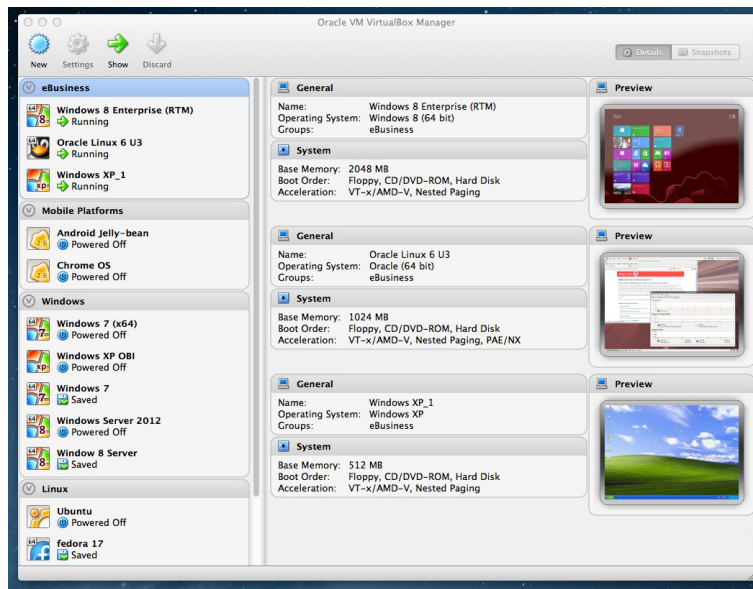 Oracle VM VirtualBox Manager
New Settings Show Discard
Details Snapshots
eBusiness
Windows 8 Enterprise (RTM)
Running
Oracle Linux 6 U3
Running
Windows XP_1
Running
Mobile Platforms
Android Jelly-bean
Powered Off
Chrome OS
Powered Off
Windows
Windows 7 (x64)
Powered Off
Windows XP OBI
Powered Off
Windows 7
Saved
Windows Server 2012
Powered Off
Window 8 Server
Saved
Linux
Ubuntu
Powered Off
fedora 17
Saved
General
Name: Windows 8 Enterprise (RTM)
Operating System: Windows 8 (64 bit)
Groups: eBusiness
System
Base Memory: 2048 MB
Boot Order: Floppy, CD/DVD-ROM, Hard Disk
Acceleration: VT-x/AMD-V, Nested Paging
Preview
Start
General
Name: Oracle Linux 6 U3
Operating System: Oracle (64 bit)
Groups: eBusiness
System
Base Memory: 1024 MB
Boot Order: Floppy, CD/DVD-ROM, Hard Disk
Acceleration: VT-x/AMD-V, Nested Paging, PAE/NX
Preview
General
Name: Windows XP_1
Operating System: Windows XP
Groups: eBusiness
System
Base Memory: 512 MB
Boot Order: Floppy, CD/DVD-ROM, Hard Disk
Acceleration: VT-x/AMD-V, Nested Paging
Preview